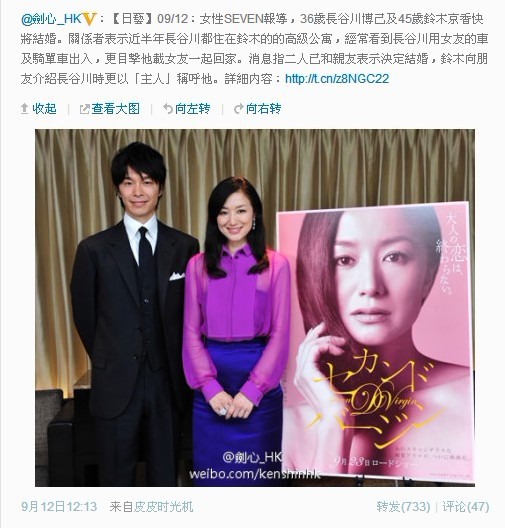 @劍心_HK：【日藝】09/12：女性SEVEN報導，36歲長谷川博己及45歲鈴木京香快
將結婚。關係者表示近半年長谷川都住在鈴木的的高級公寓，經常看到長谷川用女友的車
及騎單車出入，更目擊他載女友一起回家。消息指二人己和親友表示決定結婚，鈴木向朋
友介紹長谷川時更以「主人」稱呼他。詳細內容：http://t.cn/z8NGC22
收起 | 查看大图 向左转 向右转
大人の恋は、
終わらない。
セカンド
Virgin
バージン
9.23 ロードショー
@劍心_HK
weibo.com/kenshinhk
9月12日12:13 来自皮皮时光机
转发(733) | 评论(47)